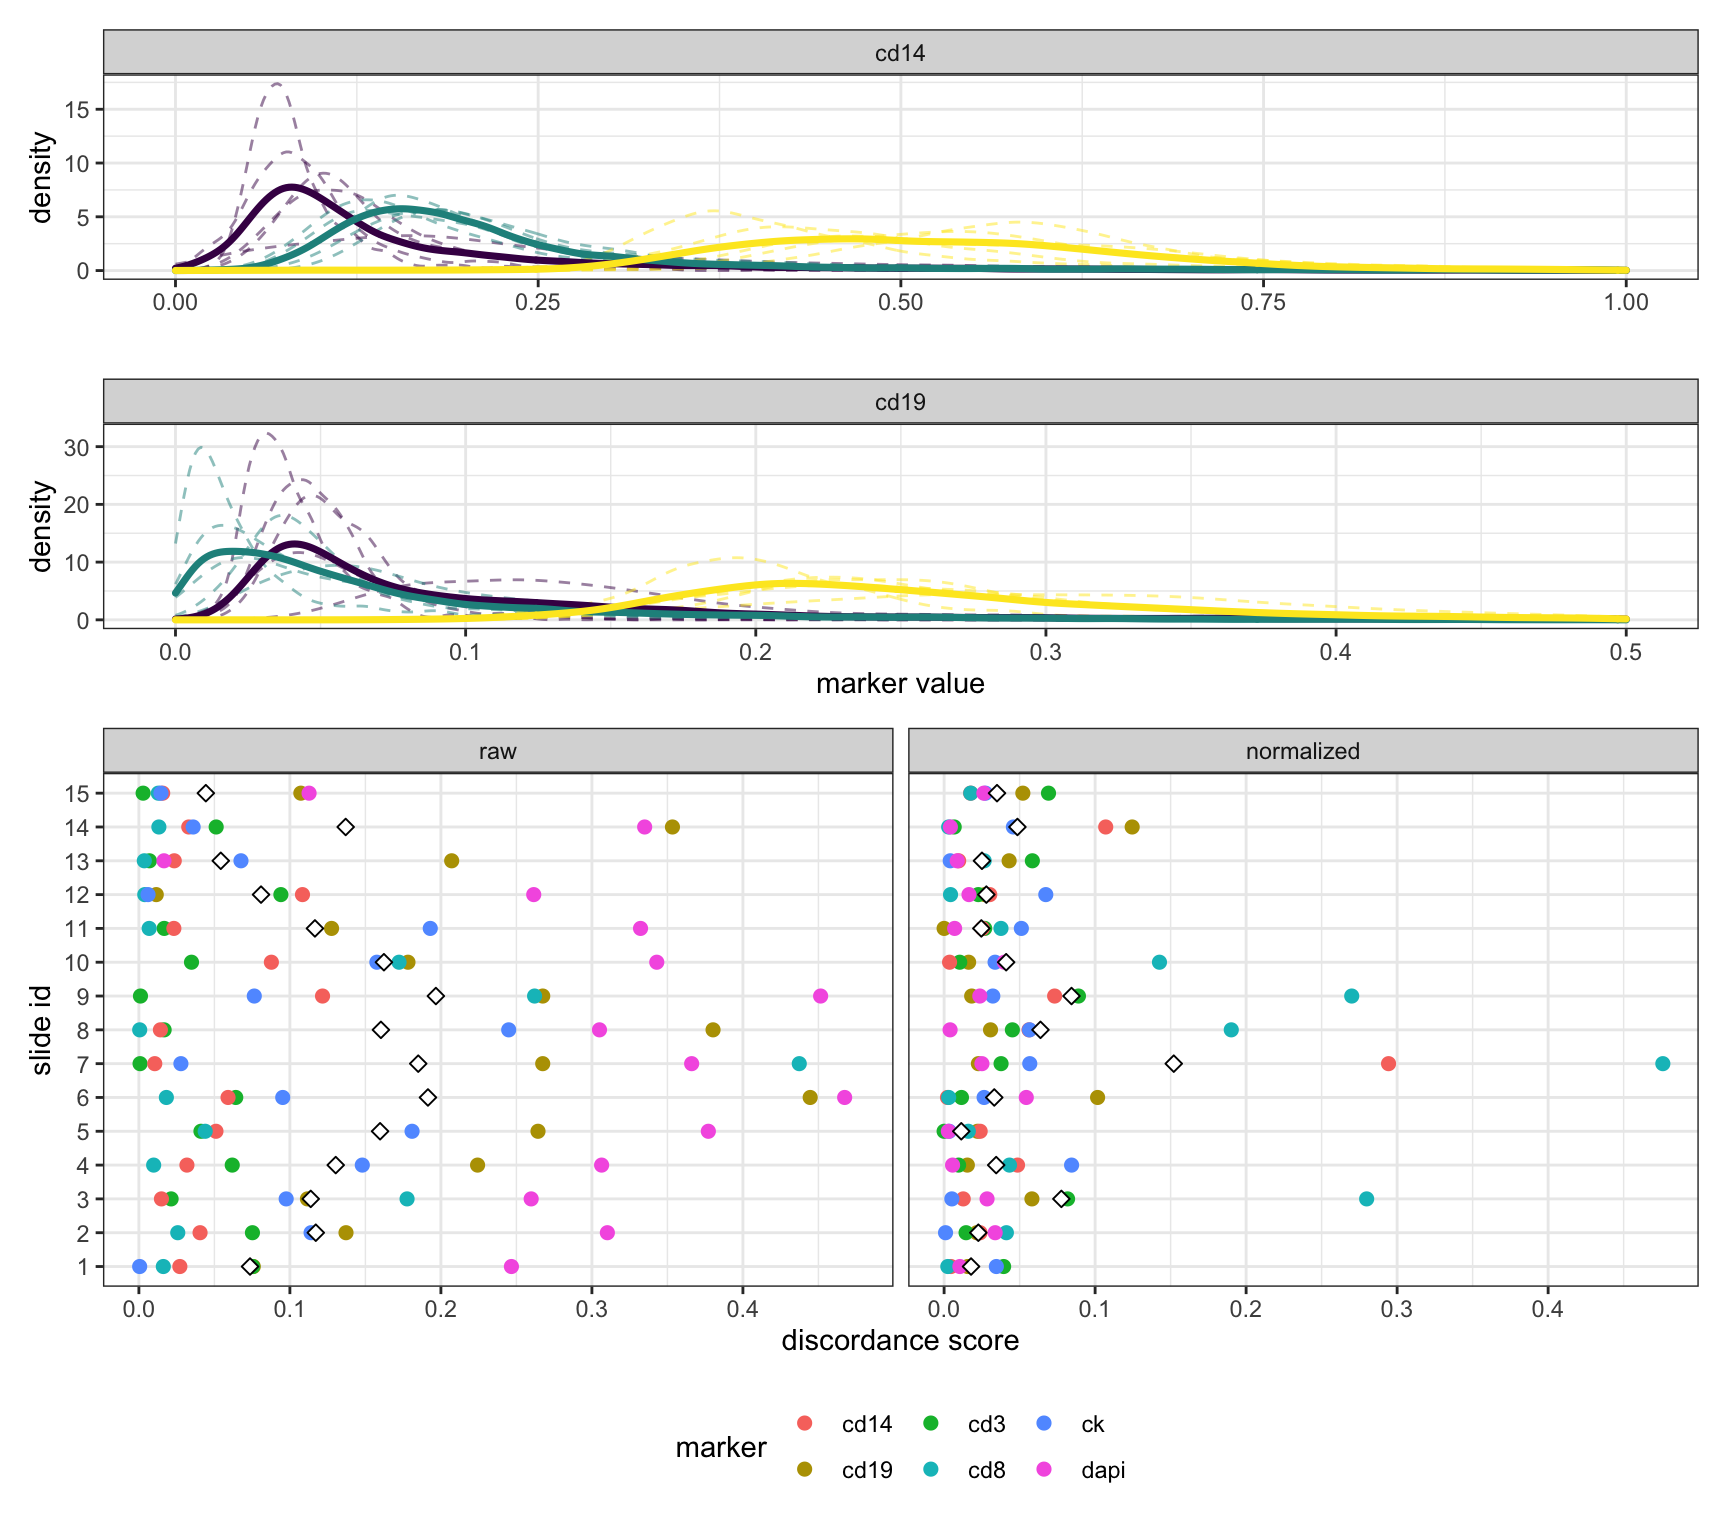 cd14
density
15
10
5
0
0.00 0.25 0.50 0.75 1.00
cd19
density
30
20
10
0
0.0 0.1 0.2 0.3 0.4 0.5
marker value
raw normalized
slide id
15
14
13
12
11
10
9
8
7
6
5
4
3
2
1
0.0 0.1 0.2 0.3 0.4 0.0 0.1 0.2 0.3 0.4
discordance score
marker
cd14 cd3 ck
cd19 cd8 dapi